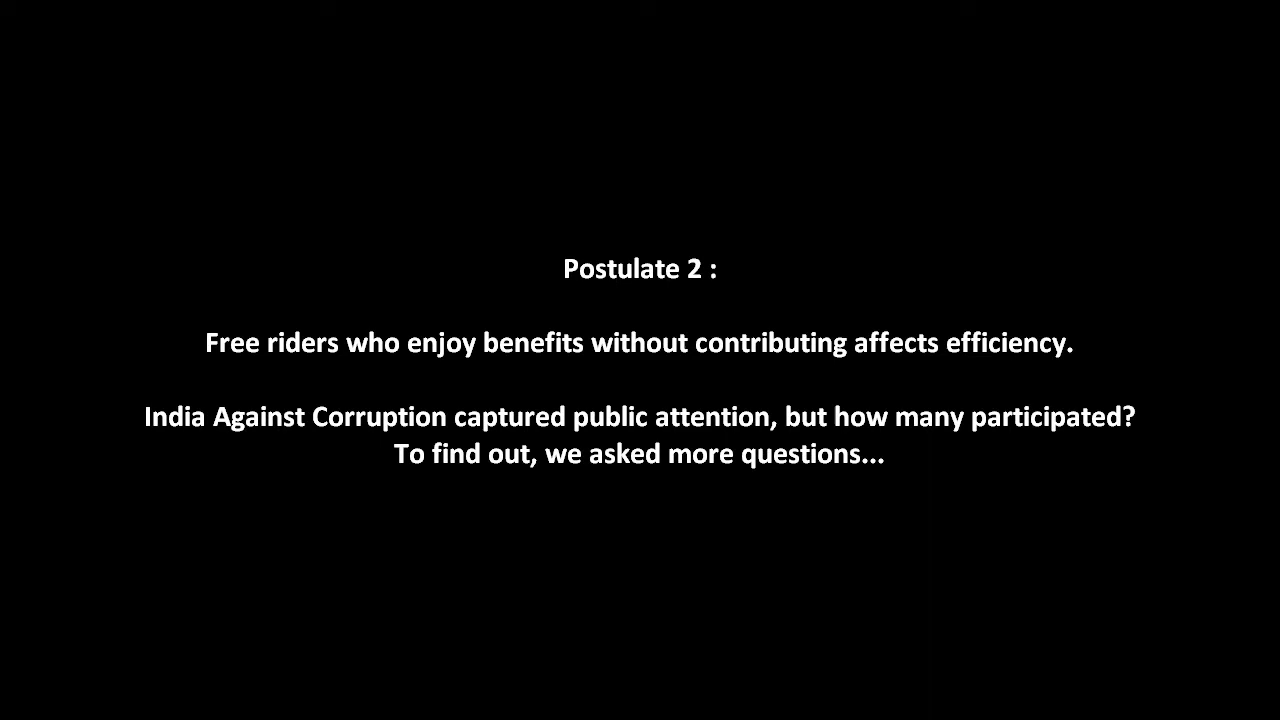 Postulate 2 :
Free riders who enjoy benefits without contributing affects efficiency.
India Against Corruption captured public attention, but how many participated?
To find out, we asked more questions...